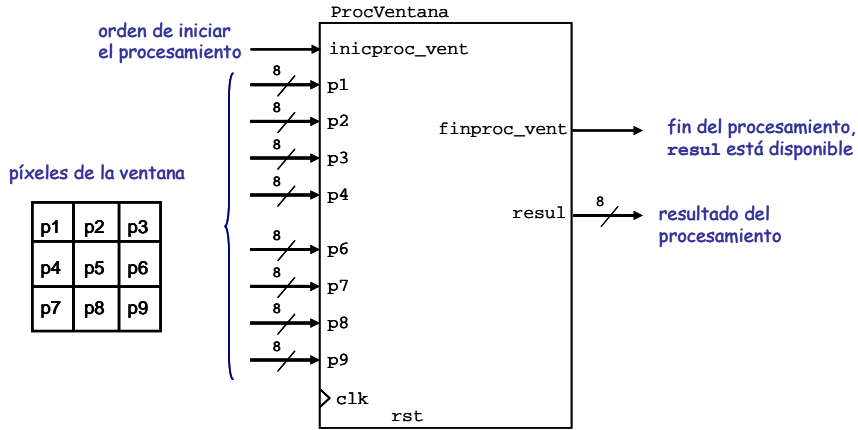 ProcVentana
orden de iniciar
el procesamiento
inicproc_vent
8
p1
8
p2
8
p3
8
p4
8
p6
8
p7
8
p8
8
p9
clk
rst
finproc_vent
fin del procesamiento,
resul está disponible
resul
8
resultado del
procesamiento
píxeles de la ventana
p1 p2 p3
p4 p5 p6
p7 p8 p9